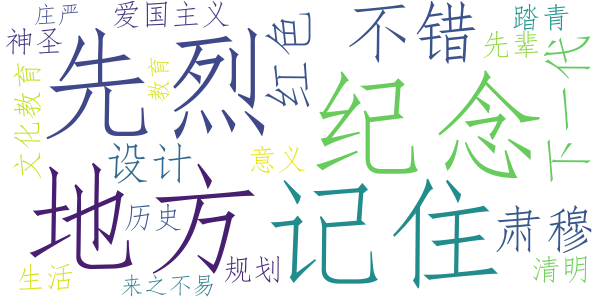 庄严
爱国主义
神圣
先烈
红色
不错
踏青
先辈
下一代
文化教育
教育
纪念
设计
意义
地方
记住
历史
肃穆
生活
来之不易
规划
清明